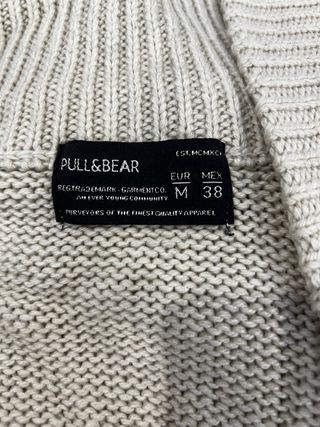 EST.MCMXCI
PULL&BEAR
EUR MEX
M 38
REG.TRADEMARK - GARMENT CO.
AN EVER YOUNG COMMUNITY
PURVEYORS OF THE FINEST QUALITY APPAREL